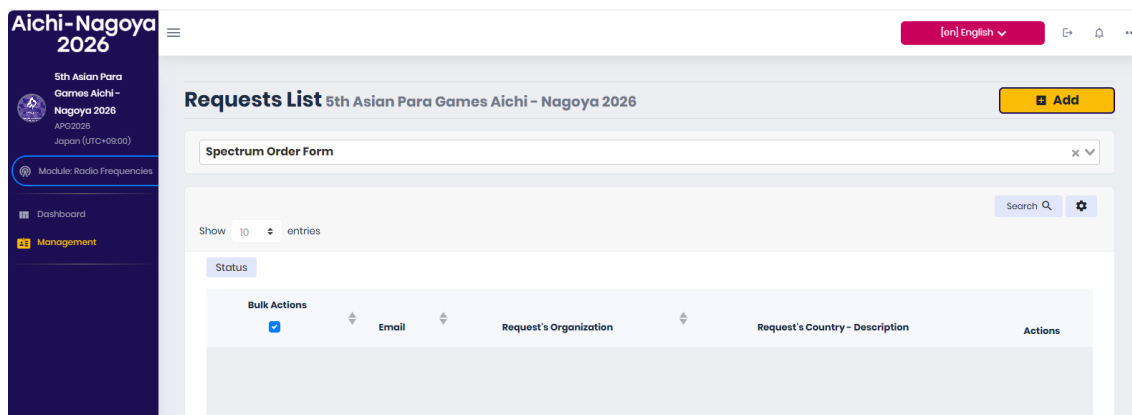 Aichi-Nagoya
2026
[en] English
5th Asian Para
Games Aichi -
Nagoya 2026
APG2026
Japan (UTC+09:00)
Requests List 5th Asian Para Games Aichi - Nagoya 2026
Add
Spectrum Order Form
Module: Radio Frequencies
Dashboard
Management
Search
Show 10 entries
Status
Bulk Actions
Email
Request's Organization
Request's Country - Description
Actions